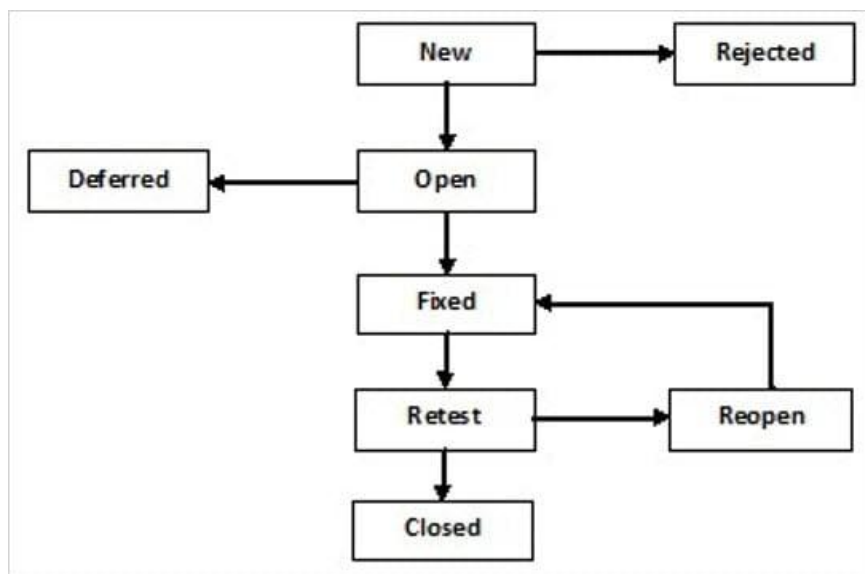 New
Rejected
Deferred
Open
Fixed
Retest
Reopen
Closed